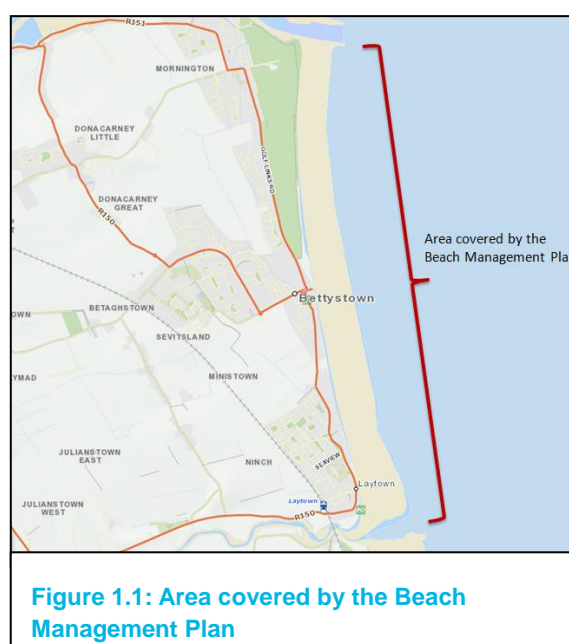 R151
MORNINGTON
DONACARNEY
LITTLE
GOLF LINKS RD
DONACARNEY
GREAT
R150
Area covered by the
Beach Management Pla
Bettystown
BETAGHSTOWN
OWN
SEVITSLAND
MINISTOWN
YMAD
JULIANSTOWN
EAST
NINCH
SEAVIEW
Laytown
Laytown
JULIANSTOWN
WEST
R150
Figure 1.1: Area covered by the Beach
Management Plan